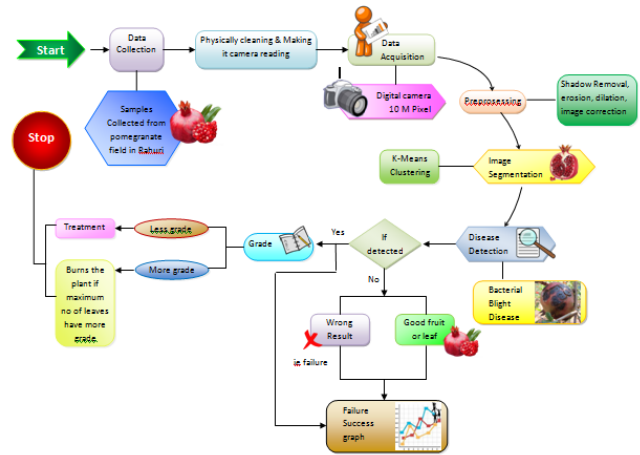 Start
Data
Collection
Physically cleaning & Making
it camera reading
Data
Acquisition
Samples
Collected from
pomegranate
field in Rahuri
Digital camera
10 M Pixel
Preprosessing
Shadow Removal,
erosion, dilation,
image correction
Stop
K-Means
Clustering
Image
Segmentation
Treatment
Less grade
Grade
Yes
If
detected
Disease
Detection
More grade
No
Burns the
plant if
maximum
no of leaves
have more
grade.
Bacterial
Blight
Disease
Wrong
Result
Good fruit
or leaf
ie, failure
Failure
Success
graph